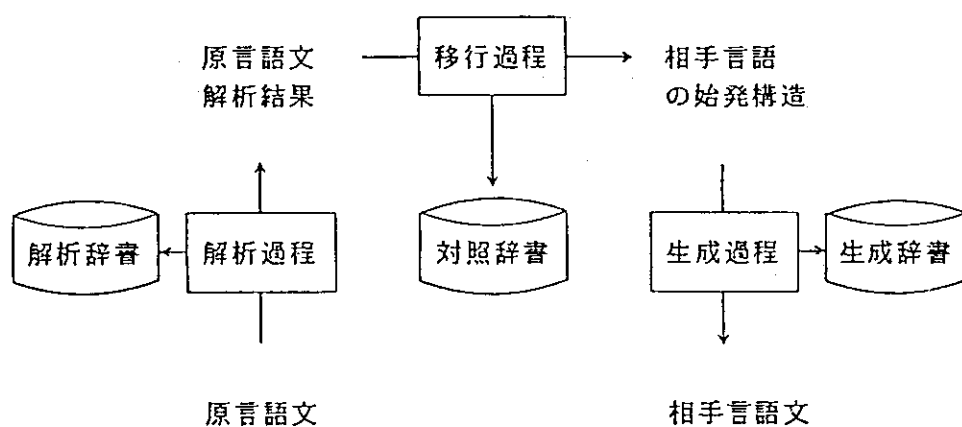 原言語文
解析結果
移行過程
相手言語
の始発構造
解析辞書
解析過程
対照辞書
生成過程
生成辞書
原言語文
相手言語文